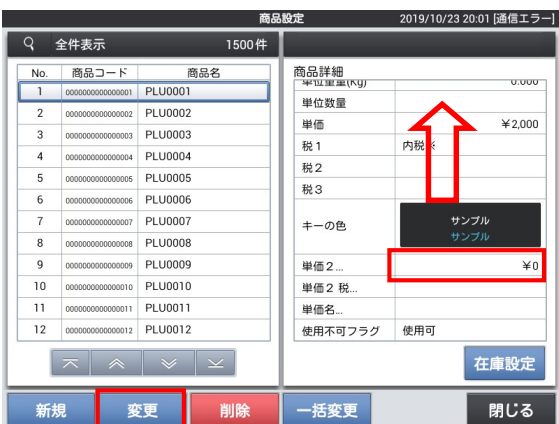 商品設定 2019/10/23 20:01 [通信エラー]
全件表示 1500件
No. 商品コード 商品名
1 0000000000000001 PLU0001
2 0000000000000002 PLU0002
3 0000000000000003 PLU0003
4 0000000000000004 PLU0004
5 0000000000000005 PLU0005
6 0000000000000006 PLU0006
7 0000000000000007 PLU0007
8 0000000000000008 PLU0008
9 0000000000000009 PLU0009
10 0000000000000010 PLU0010
11 0000000000000011 PLU0011
12 0000000000000012 PLU0012
商品詳細
単位重量(Kg) 0.000
単位数量
単価 ¥2,000
税1 内税※
税2
税3
キーの色 サンプル
サンプル
単価2... ¥0
単価2 税...
単価名...
使用不可フラグ 使用可
在庫設定
新規 変更 削除 一括変更 閉じる